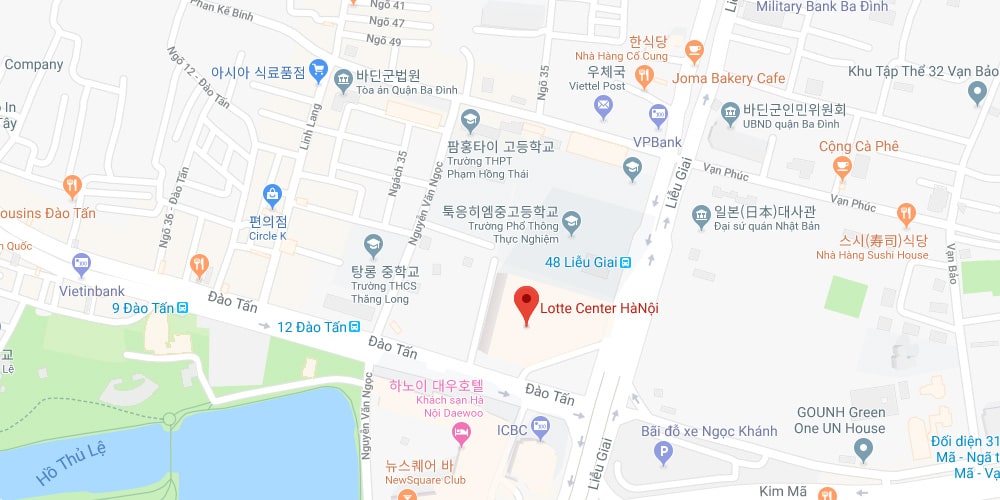 Phan Kế Bính
Ngõ 41
Ngõ 47
Ngõ 49
Military Bank Ba Đình
Company
Ngõ 12 - Đào Tấn
아시아 식료품점
바딘군법원
Tòa án Quận Ba Đình
Ngõ 35
한식당
Nhà Hàng Cố Cung
우체국
Viettel Post
Joma Bakery Cafe
Khu Tập Thể 32 Vạn Bảo
Linh Lang
VPBank
바딘군인민위원회
UBND quận Ba Đình
팜홍타이 고등학교
Trường THPT
Phạm Hồng Thái
Ngách 35
Cộng Cà Phê
Vạn Phúc
Vạn Phúc
Liễu Giai
ousins Đào Tấn
Ngõ 36 - Đào Tấn
편의점
Circle K
Nguyễn Văn Ngọc
툭응히엠중고등학교
Trường Phổ Thông
Thực Nghiệm
일본(日本)대사관
Đại sứ quán Nhật Bản
스시(寿司)식당
Nhà Hàng Sushi House
Vạn Bảo
n Quốc
Vietinbank
탕롱 중학교
Trường THCS
Thăng Long
48 Liễu Giai
9 Đào Tấn
Đào Tấn
12 Đào Tấn
Lotte Center HàNội
Đào Tấn
하노이 대우호텔
Khách sạn Hà
Nội Daewoo
Đào Tấn
ICBC
Nguyễn Văn Ngọc
Hồ Thủ Lệ
뉴스퀘어 바
NewSquare Club
Liễu Giai
Bãi đỗ xe Ngọc Khánh
GOUNH Green
One UN House
Đối diện 31
Mã - Ngã t
Mã - Vạ
Kim Mã